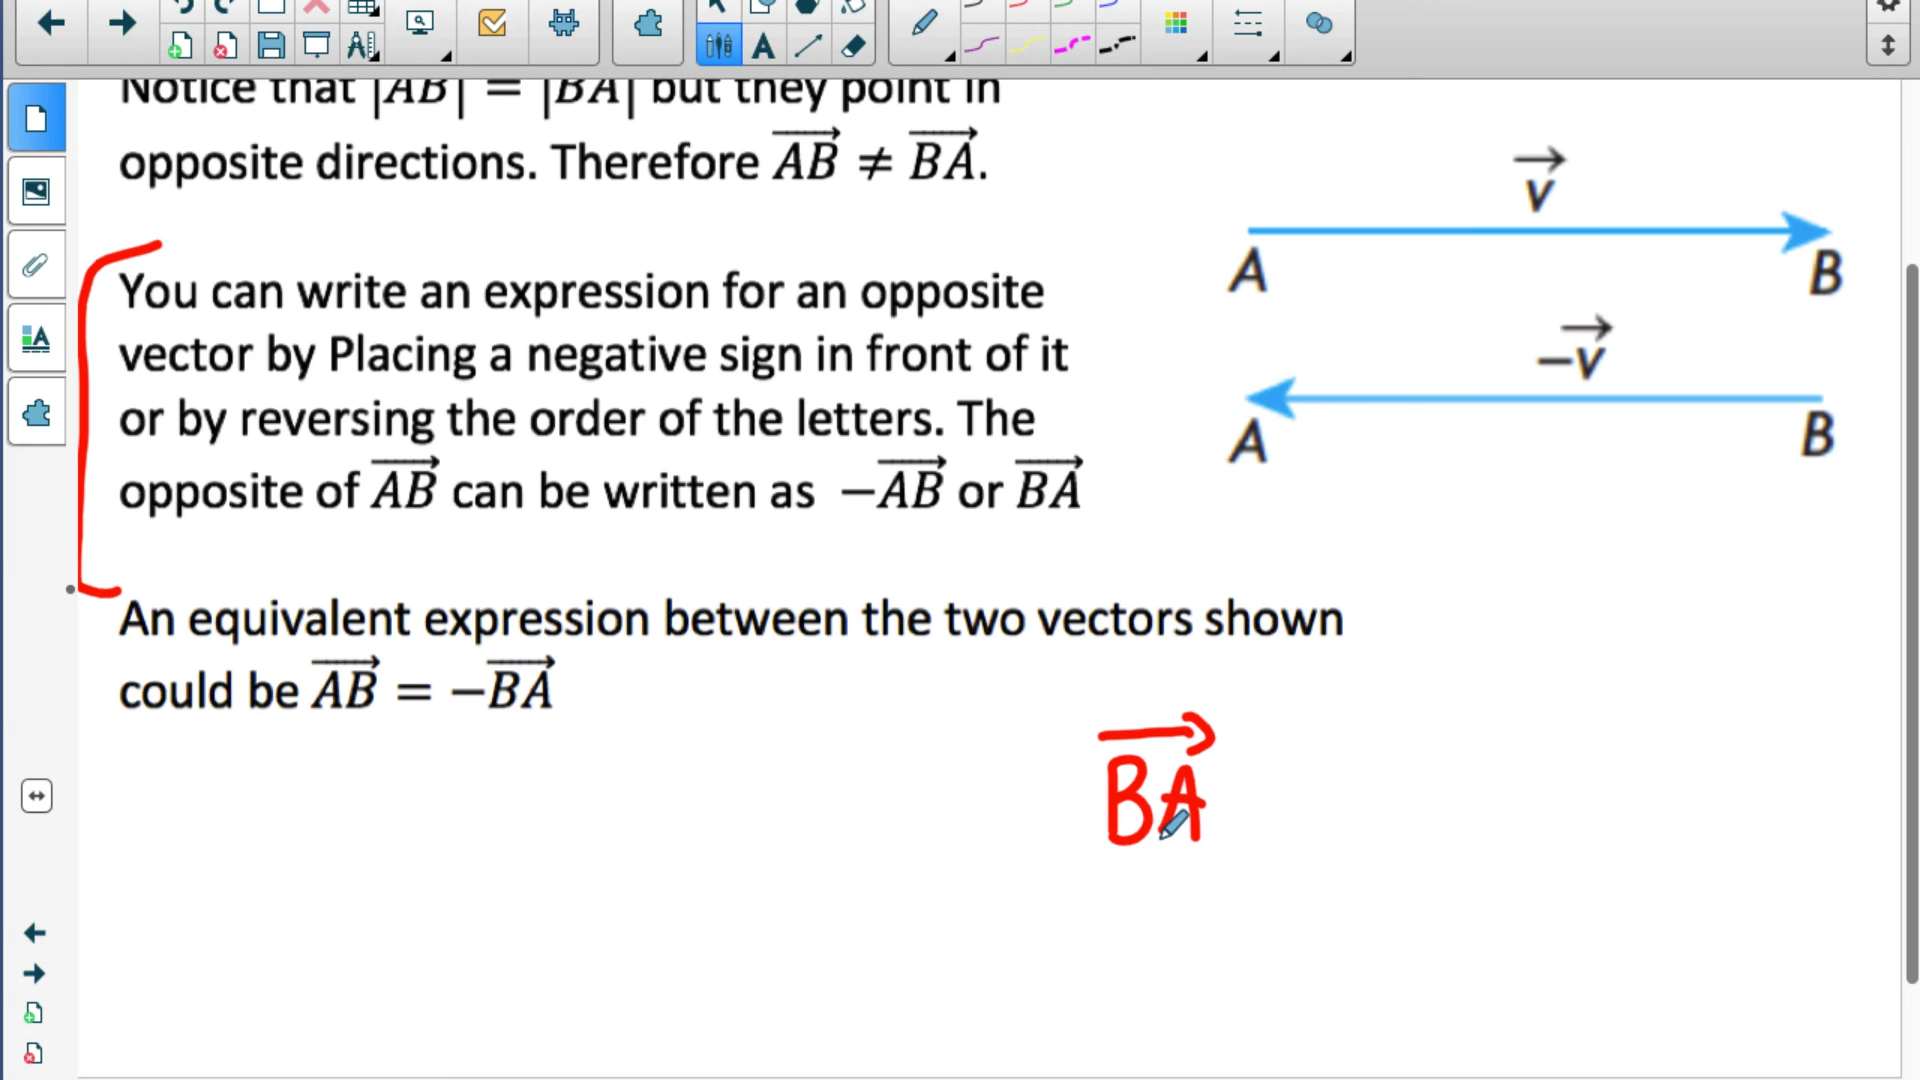 Notice that |AB| = |BA| but they point in
opposite directions. Therefore AB ≠ BA.
You can write an expression for an opposite
vector by Placing a negative sign in front of it
or by reversing the order of the letters. The
opposite of AB can be written as −AB or BA
An equivalent expression between the two vectors shown
could be AB = −BA
v
A B
−v
A B
BA